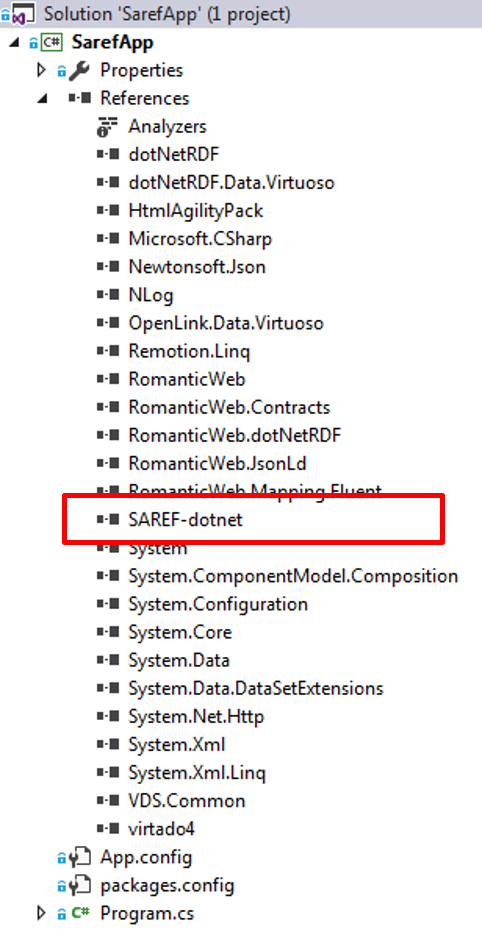 Solution 'SarefApp' (1 project)
C# SarefApp
Properties
References
Analyzers
dotNetRDF
dotNetRDF.Data.Virtuoso
HtmlAgilityPack
Microsoft.CSharp
Newtonsoft.Json
NLog
OpenLink.Data.Virtuoso
Remotion.Linq
RomanticWeb
RomanticWeb.Contracts
RomanticWeb.dotNetRDF
RomanticWeb.JsonLd
RomanticWeb.Mapping.Fluent
SAREF-dotnet
System
System.ComponentModel.Composition
System.Configuration
System.Core
System.Data
System.Data.DataSetExtensions
System.Net.Http
System.Xml
System.Xml.Linq
VDS.Common
virtado4
App.config
packages.config
C# Program.cs